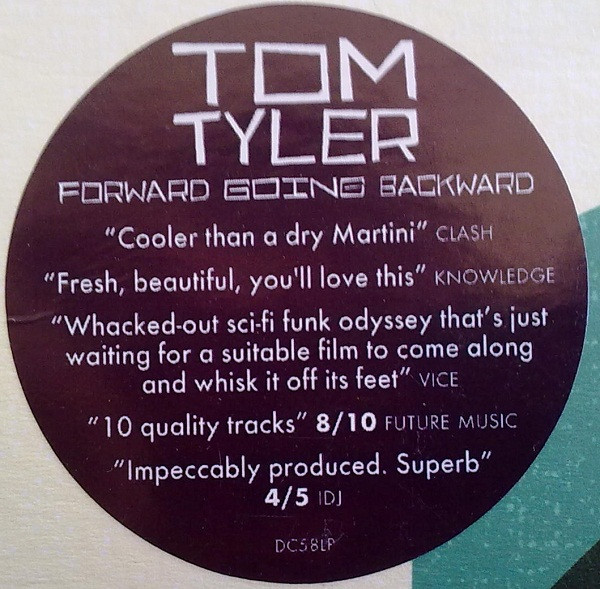 TOM
TYLER
FORWARD GOING BACKWARD
"Cooler than a dry Martini" CLASH
"Fresh, beautiful, you'll love this" KNOWLEDGE
"Whacked-out sci-fi funk odyssey that's just
waiting for a suitable film to come along
and whisk it off its feet" VICE
"10 quality tracks" 8/10 FUTURE MUSIC
"Impeccably produced. Superb"
4/5 IDJ
DC58LP